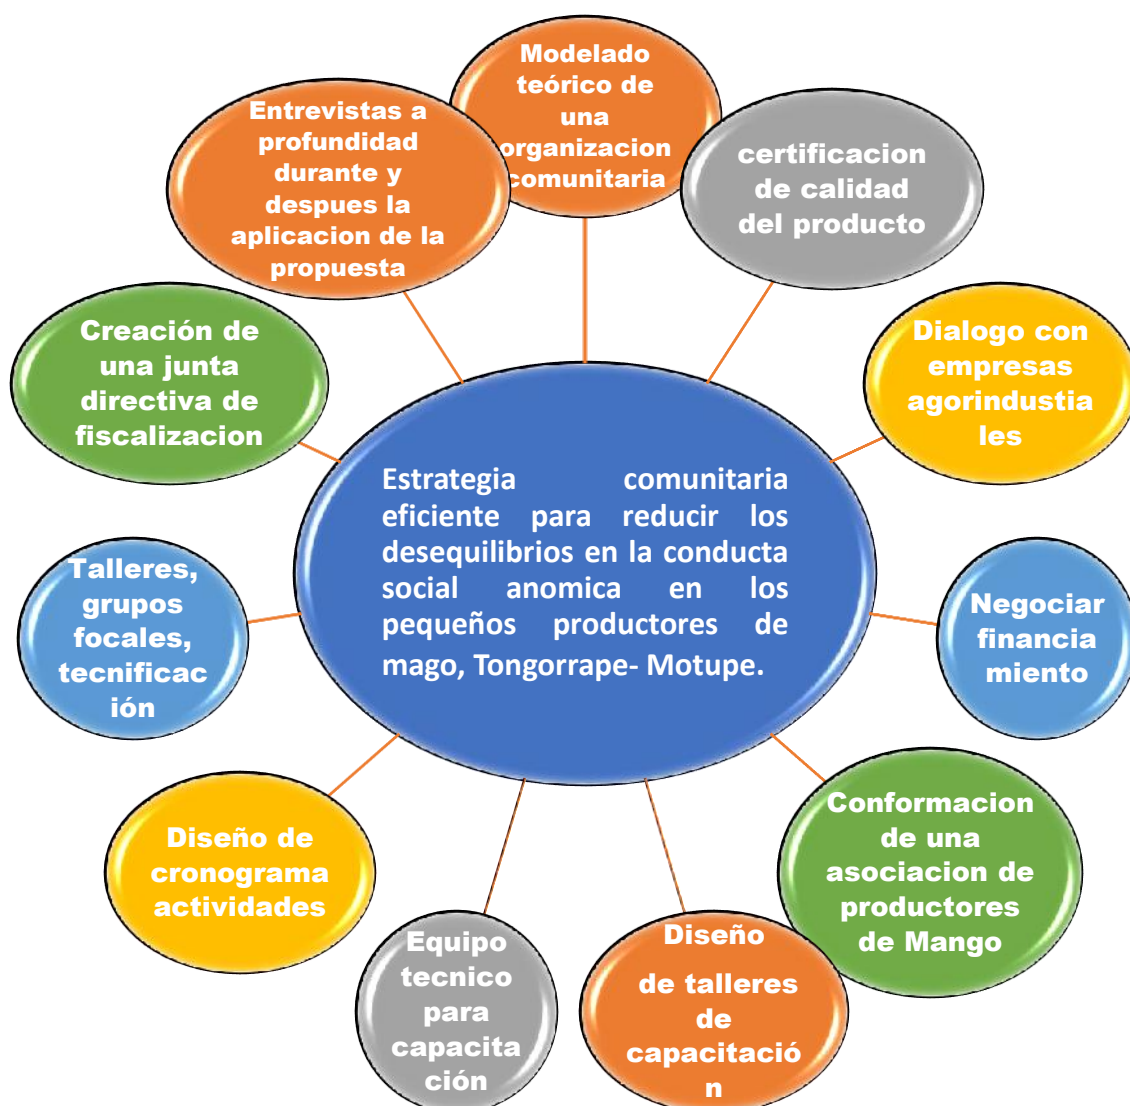 Modelado
teórico de
una
organizacion
comunitaria
certificacion
de calidad
del producto
Dialogo con
empresas
agorindustia
les
Negociar
financia
miento
Conformacion
de una
asociacion de
productores
de Mango
Diseño
de talleres
de
capacitació
n
Equipo
tecnico
para
capacita
ción
Diseño de
cronograma
actividades
Talleres,
grupos
focales,
tecnificac
ión
Creación de
una junta
directiva de
fiscalizacion
Entrevistas a
profundidad
durante y
despues la
aplicacion de la
propuesta
Estrategia comunitaria
eficiente para reducir los
desequilibrios en la conducta
social anomica en los
pequeños productores de
mago, Tongorrape- Motupe.